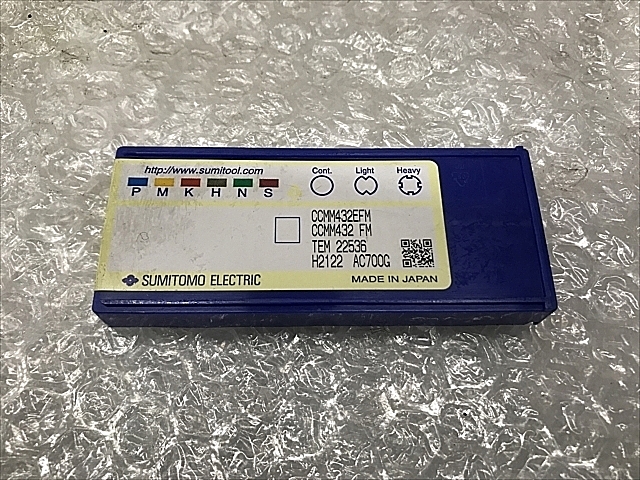 http://www.sumitool.com
Cont. Light Heavy
P M K H N S
CCMM432EFM
CCMM432 FM
TEM 22536
H2122 AC700G
SUMITOMO ELECTRIC
MADE IN JAPAN